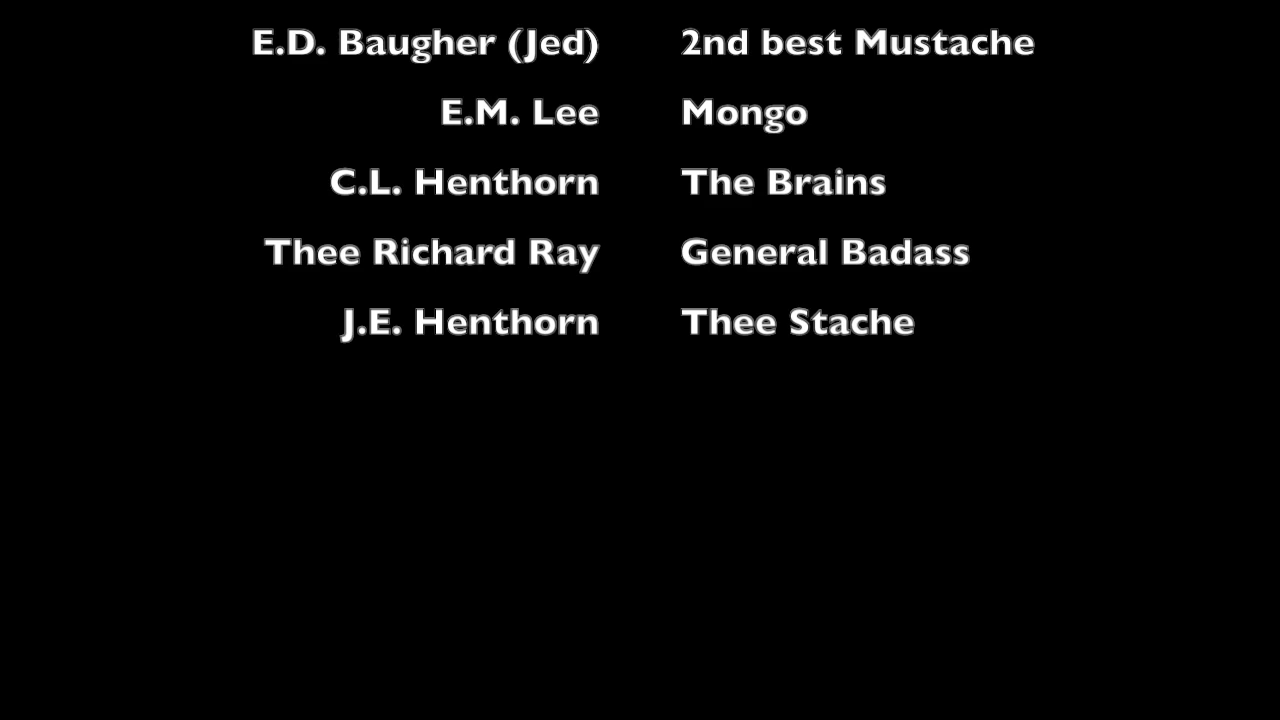 E.D. Baugher (Jed) 2nd best Mustache
E.M. Lee Mongo
C.L. Henthorn The Brains
Thee Richard Ray General Badass
J.E. Henthorn Thee Stache